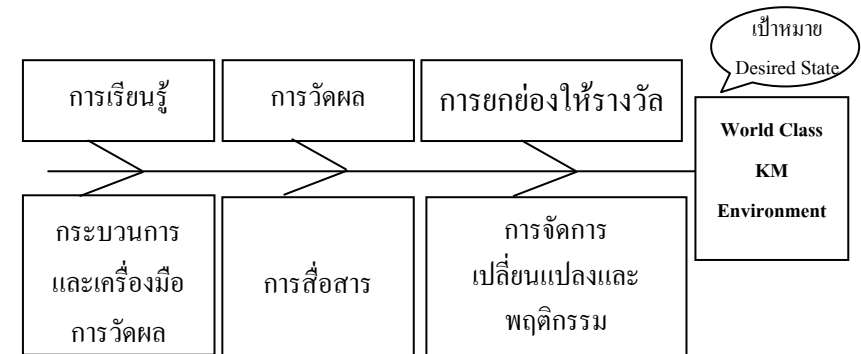 เป้าหมาย
Desired State
การเรียนรู้
การวัดผล
การยกย่องให้รางวัล
World Class
KM
Environment
กระบวนการ
และเครื่องมือ
การวัดผล
การสื่อสาร
การจัดการ
เปลี่ยนแปลงและ
พฤติกรรม